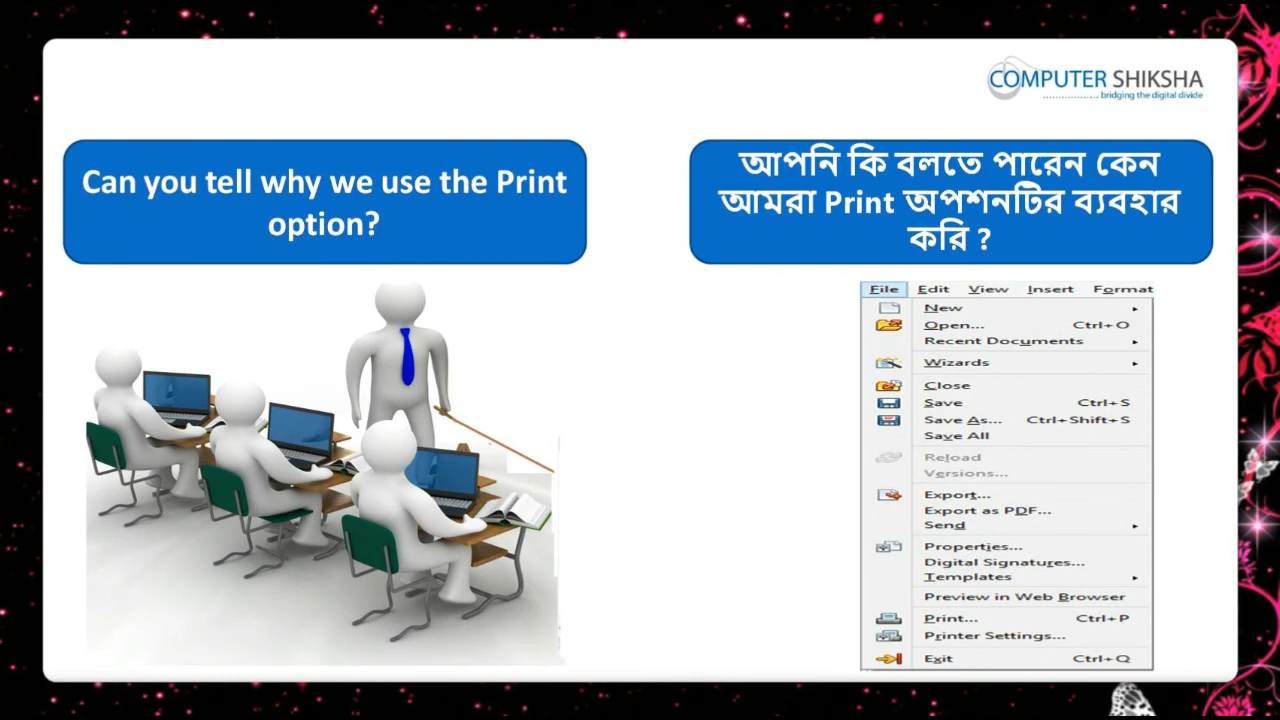 COMPUTER SHIKSHA
bridging the digital divide
Can you tell why we use the Print
option?
আপনি কি বলতে পারেন কেন
আমরা Print অপশনটির ব্যবহার
করি ?
File Edit View Insert Format
New
Open... Ctrl+O
Recent Documents
Wizards
Close
Save Ctrl+S
Save As... Ctrl+Shift+S
Save All
Reload
Versions...
Export...
Export as PDF...
Send
Properties...
Digital Signatures...
Templates
Preview in Web Browser
Print... Ctrl+P
Printer Settings...
Exit Ctrl+Q